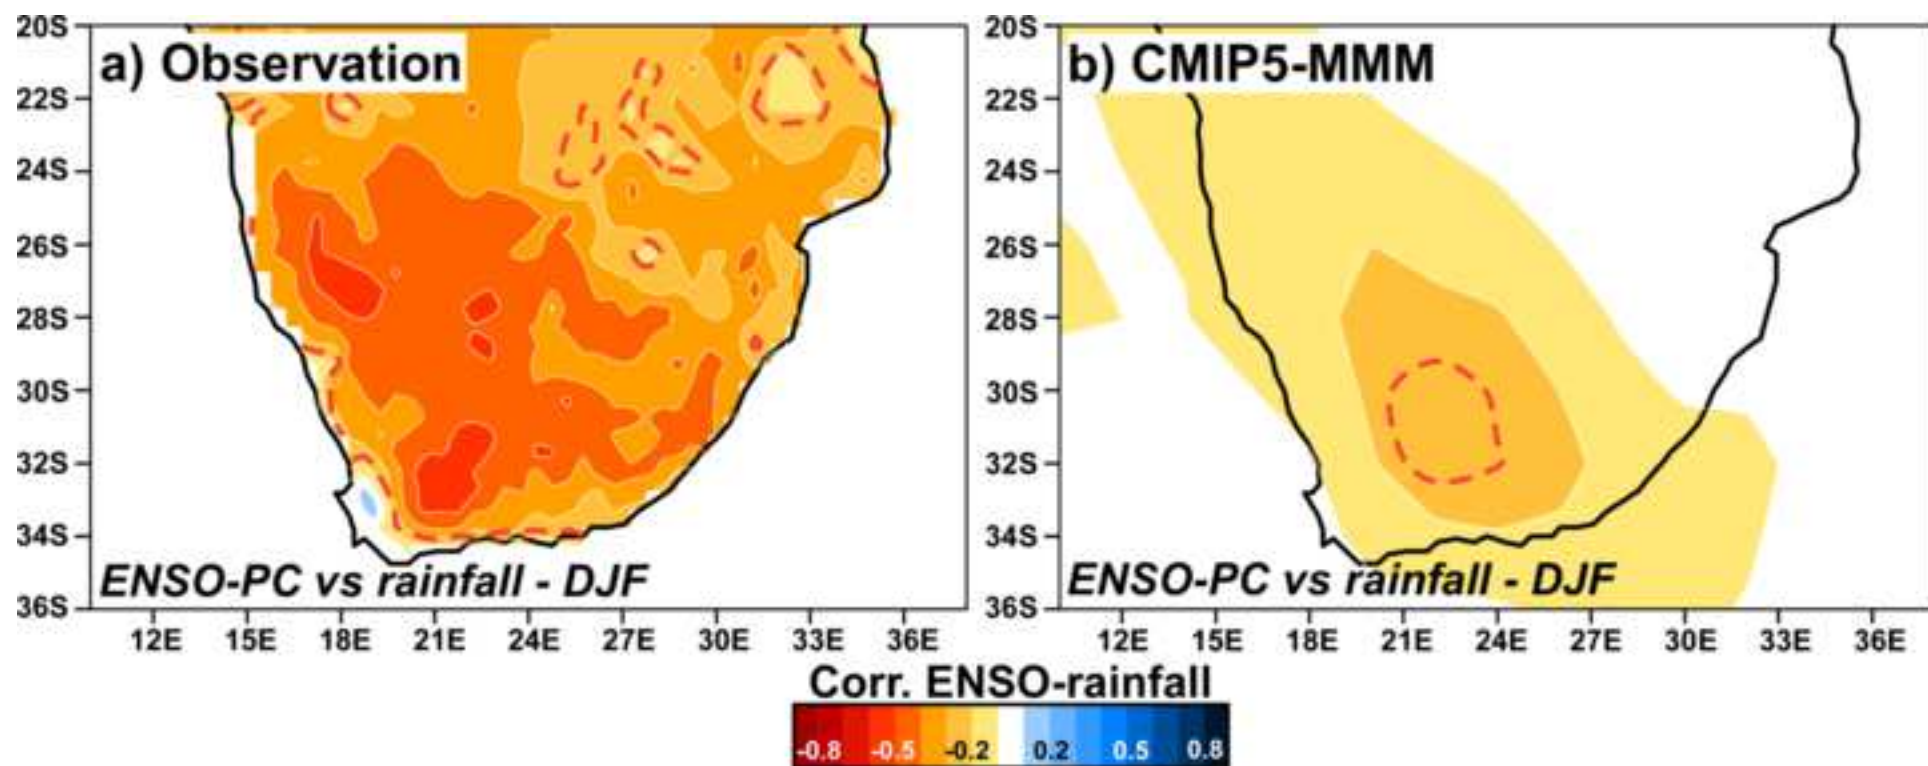 a) Observation
20S
22S
24S
26S
28S
30S
32S
34S
36S
ENSO-PC vs rainfall - DJF
12E 15E 18E 21E 24E 27E 30E 33E 36E
b) CMIP5-MMM
20S
22S
24S
26S
28S
30S
32S
34S
36S
ENSO-PC vs rainfall - DJF
12E 15E 18E 21E 24E 27E 30E 33E 36E
Corr. ENSO-rainfall
-0.8 -0.5 -0.2 0.2 0.5 0.8